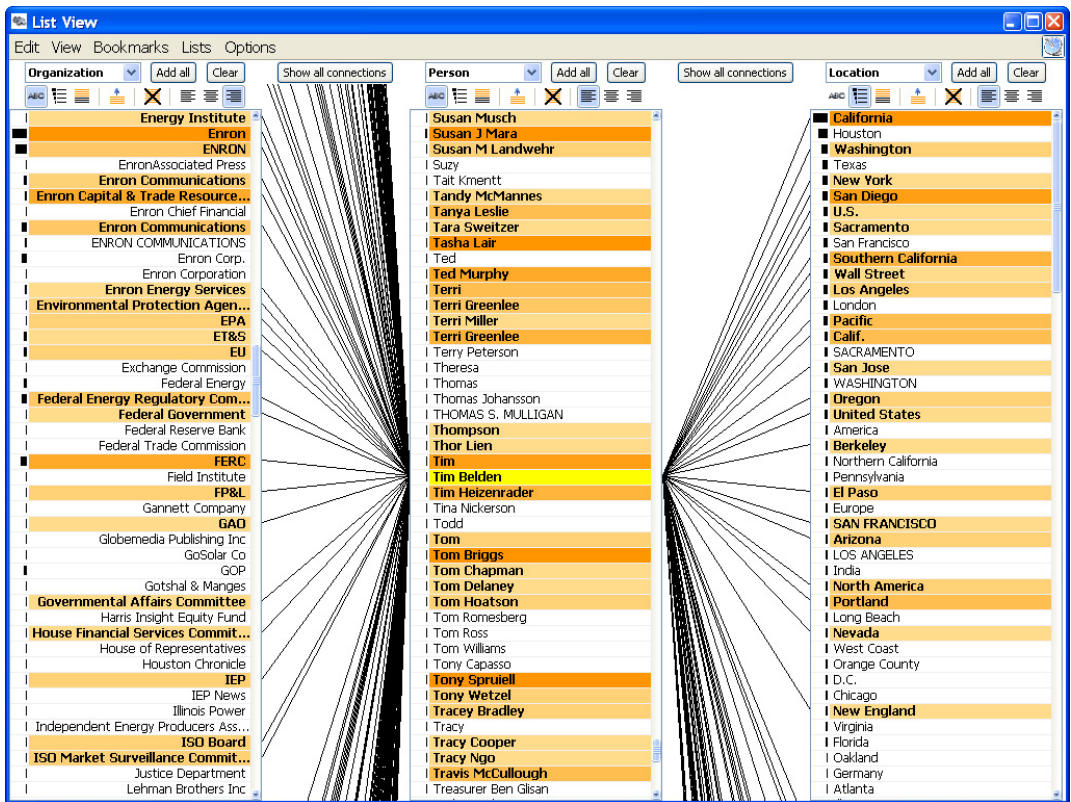 List View
Edit View Bookmarks Lists Options
Organization Add all Clear Show all connections Person Add all Clear Show all connections Location Add all Clear
ABC ABC ABC
Energy Institute
Enron
ENRON
EnronAssociated Press
Enron Communications
Enron Capital & Trade Resource...
Enron Chief Financial
Enron Communications
ENRON COMMUNICATIONS
Enron Corp.
Enron Corporation
Enron Energy Services
Environmental Protection Agen...
EPA
ET&S
EU
Exchange Commission
Federal Energy
Federal Energy Regulatory Com...
Federal Government
Federal Reserve Bank
Federal Trade Commission
FERC
Field Institute
FP&L
Gannett Company
GAO
Globemedia Publishing Inc
GoSolar Co
GOP
Gotshal & Manges
Governmental Affairs Committee
Harris Insight Equity Fund
House Financial Services Commit...
House of Representatives
Houston Chronicle
IEP
IEP News
Illinois Power
Independent Energy Producers Ass...
ISO Board
ISO Market Surveillance Commit...
Justice Department
Lehman Brothers Inc
Susan Musch
Susan J Mara
Susan M Landwehr
Suzy
Tait Kmentt
Tandy McMannes
Tanya Leslie
Tara Sweitzer
Tasha Lair
Ted
Ted Murphy
Terri
Terri Greenlee
Terri Miller
Terri Greenlee
Terry Peterson
Theresa
Thomas
Thomas Johansson
THOMAS S. MULLIGAN
Thompson
Thor Lien
Tim
Tim Belden
Tim Heizenrader
Tina Nickerson
Todd
Tom
Tom Briggs
Tom Chapman
Tom Delaney
Tom Hoatson
Tom Romesberg
Tom Ross
Tom Williams
Tony Capasso
Tony Spruiell
Tony Wetzel
Tracey Bradley
Tracy
Tracy Cooper
Tracy Ngo
Travis McCullough
Treasurer Ben Glisan
California
Houston
Washington
Texas
New York
San Diego
U.S.
Sacramento
San Francisco
Southern California
Wall Street
Los Angeles
London
Pacific
Calif.
SACRAMENTO
San Jose
WASHINGTON
Oregon
United States
America
Berkeley
Northern California
Pennsylvania
El Paso
Europe
SAN FRANCISCO
Arizona
LOS ANGELES
India
North America
Portland
Long Beach
Nevada
West Coast
Orange County
D.C.
Chicago
New England
Virginia
Florida
Oakland
Germany
Atlanta